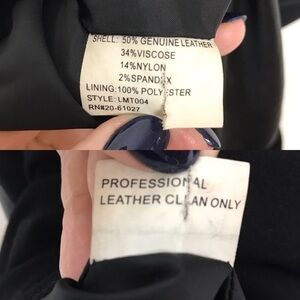 SHELL: 50% GENUINE LEATHER
34%VISCOSE
14%NYLON
2%SPANDEX
LINING:100% POLYESTER
STYLE: LMT004
RN#20-61027
PROFESSIONAL
LEATHER CLEAN ONLY